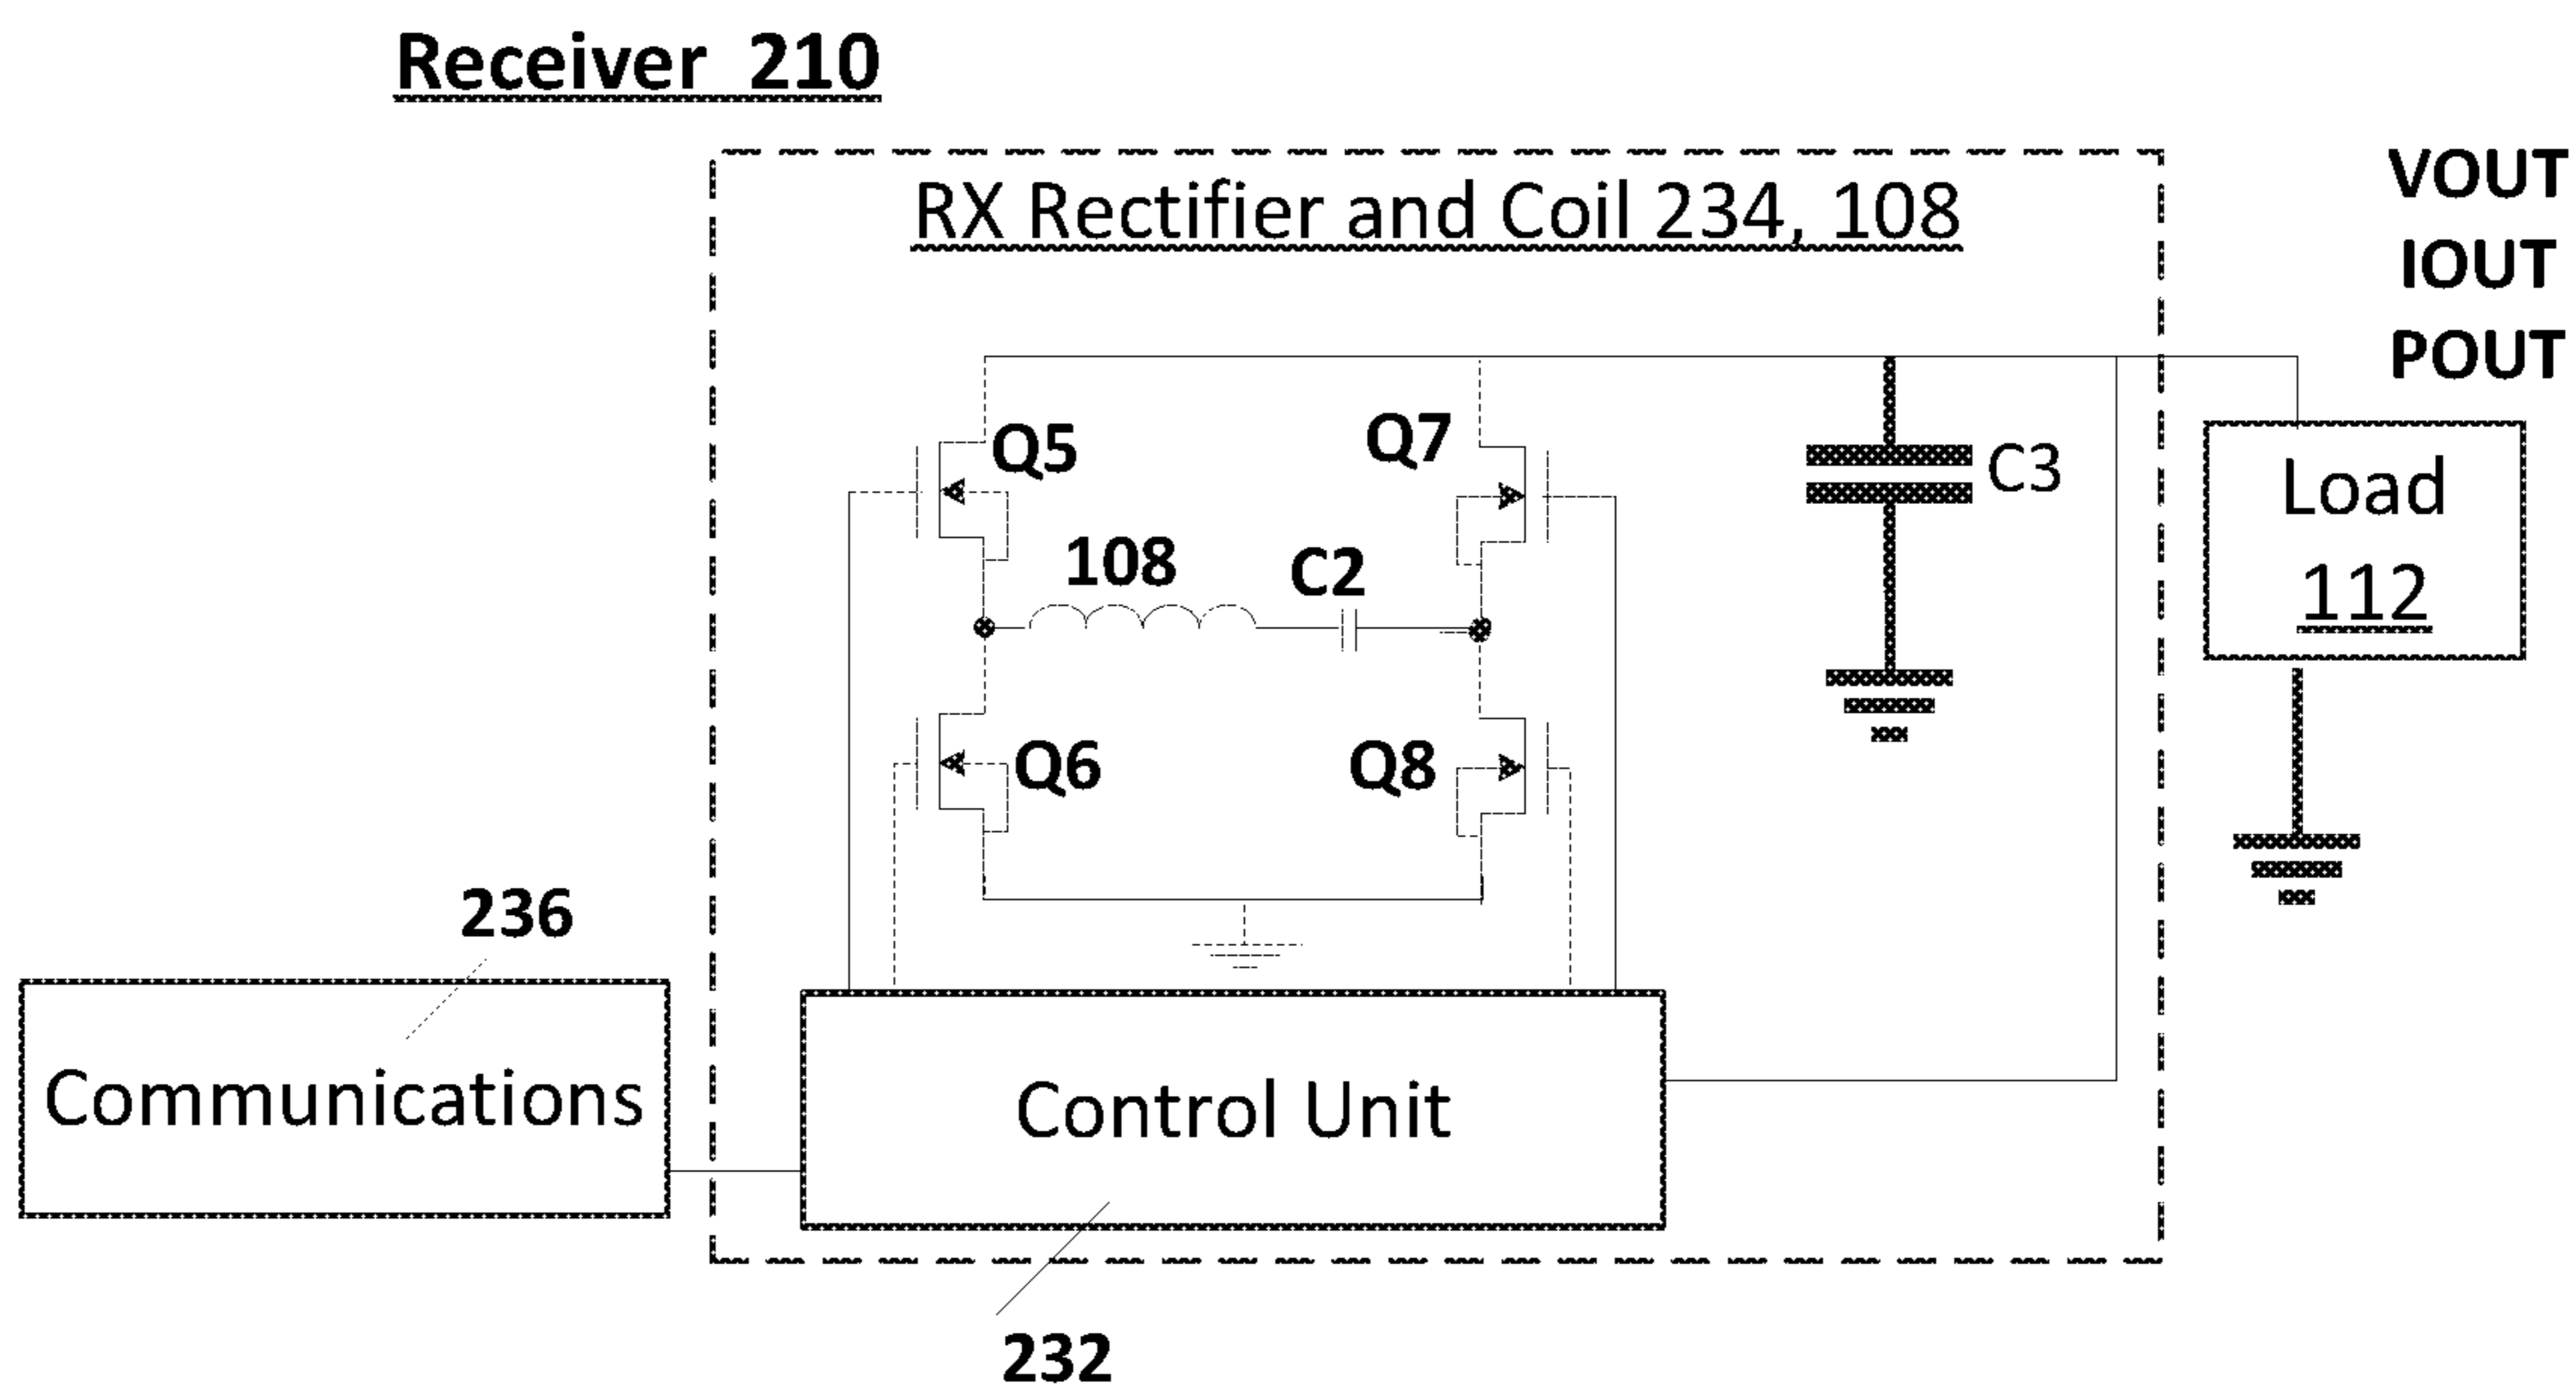 Receiver 210
RX Rectifier and Coil 234, 108
VOUT
IOUT
POUT
Q5
Q7
C3
Load
112
108
C2
Q6
Q8
236
Communications
Control Unit
232